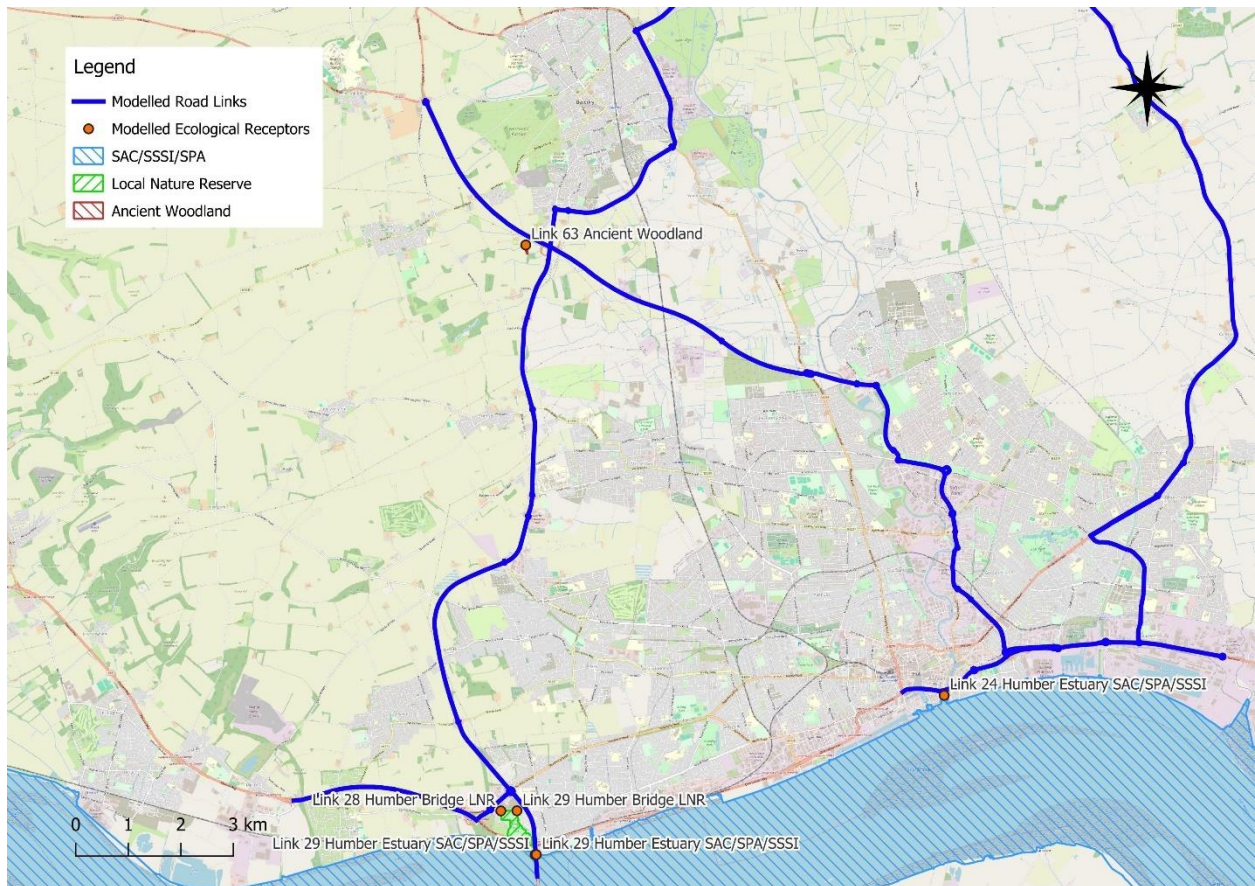 Legend
Modelled Road Links
Modelled Ecological Receptors
SAC/SSSI/SPA
Local Nature Reserve
Ancient Woodland
Link 63 Ancient Woodland
Link 24 Humber Estuary SAC/SPA/SSSI
Link 28 Humber Bridge LNR
Link 29 Humber Bridge LNR
Link 29 Humber Estuary SAC/SPA/SSSI
Link 29 Humber Estuary SAC/SPA/SSSI
0 1 2 3 km